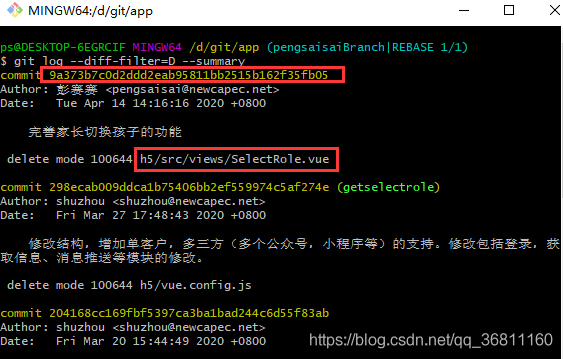 MINGW64:/d/git/app
ps@DESKTOP-6EGRCIF MINGW64 /d/git/app (pengsaisaiBranch|REBASE 1/1)
$ git log --diff-filter=D --summary
commit 9a373b7c0d2ddd2eab95811bb2515b162f35fb05
Author: 彭赛赛 <pengsaisai@newcapec.net>
Date:   Tue Apr 14 14:16:16 2020 +0800
完善家长切换孩子的功能
delete mode 100644 h5/src/views/SelectRole.vue
commit 298ecab009ddca1b75406bb2ef559974c5af274e (getselectrole)
Author: shuzhou <shuzhou@newcapec.net>
Date:   Fri Mar 27 17:48:43 2020 +0800
修改结构，增加单客户，多三方（多个公众号，小程序等）的支持。修改包括登录，获
取信息、消息推送等模块的修改。
delete mode 100644 h5/vue.config.js
commit 204168cc169fbf5397ca3ba1bad244c6d55f83ab
Author: shuzhou <shuzhou@newcapec.net>
Date:   Fri Mar 20 15:44:49 2020 +0800
https://blog.csdn.net/qq_36811160